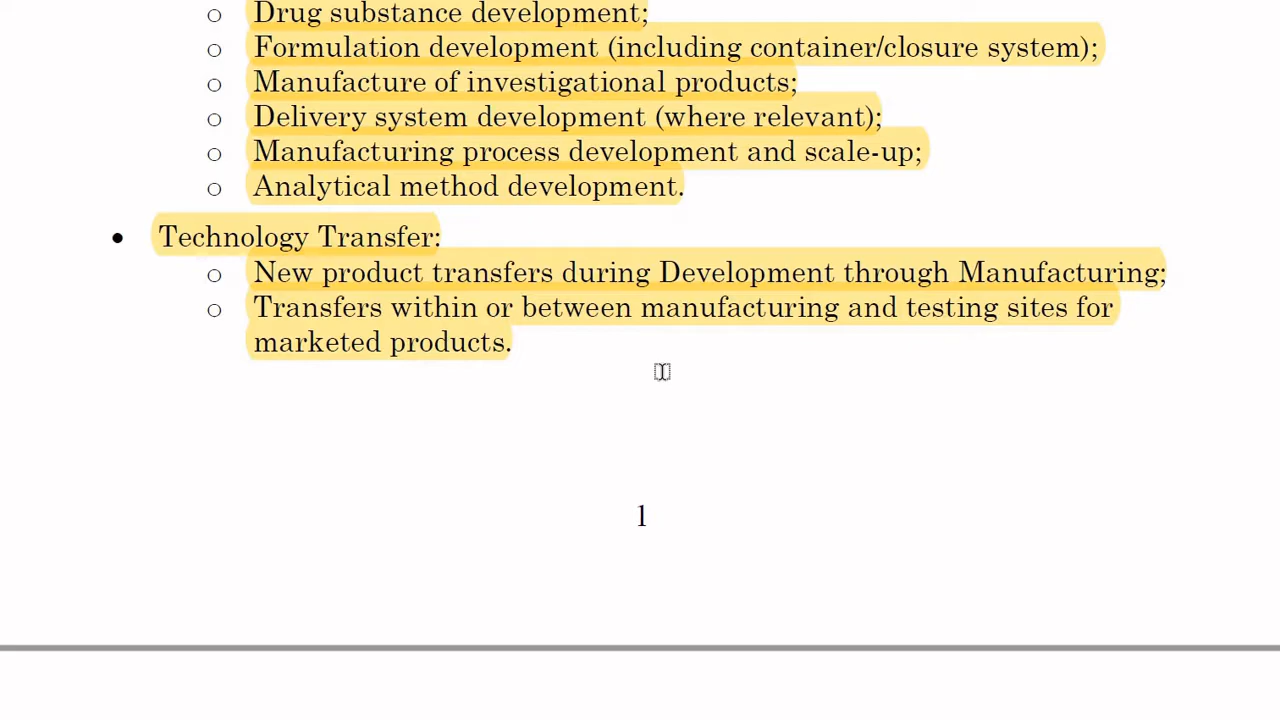 ○ Drug substance development;
○ Formulation development (including container/closure system);
○ Manufacture of investigational products;
○ Delivery system development (where relevant);
○ Manufacturing process development and scale-up;
○ Analytical method development.
• Technology Transfer:
○ New product transfers during Development through Manufacturing;
○ Transfers within or between manufacturing and testing sites for
marketed products.
1